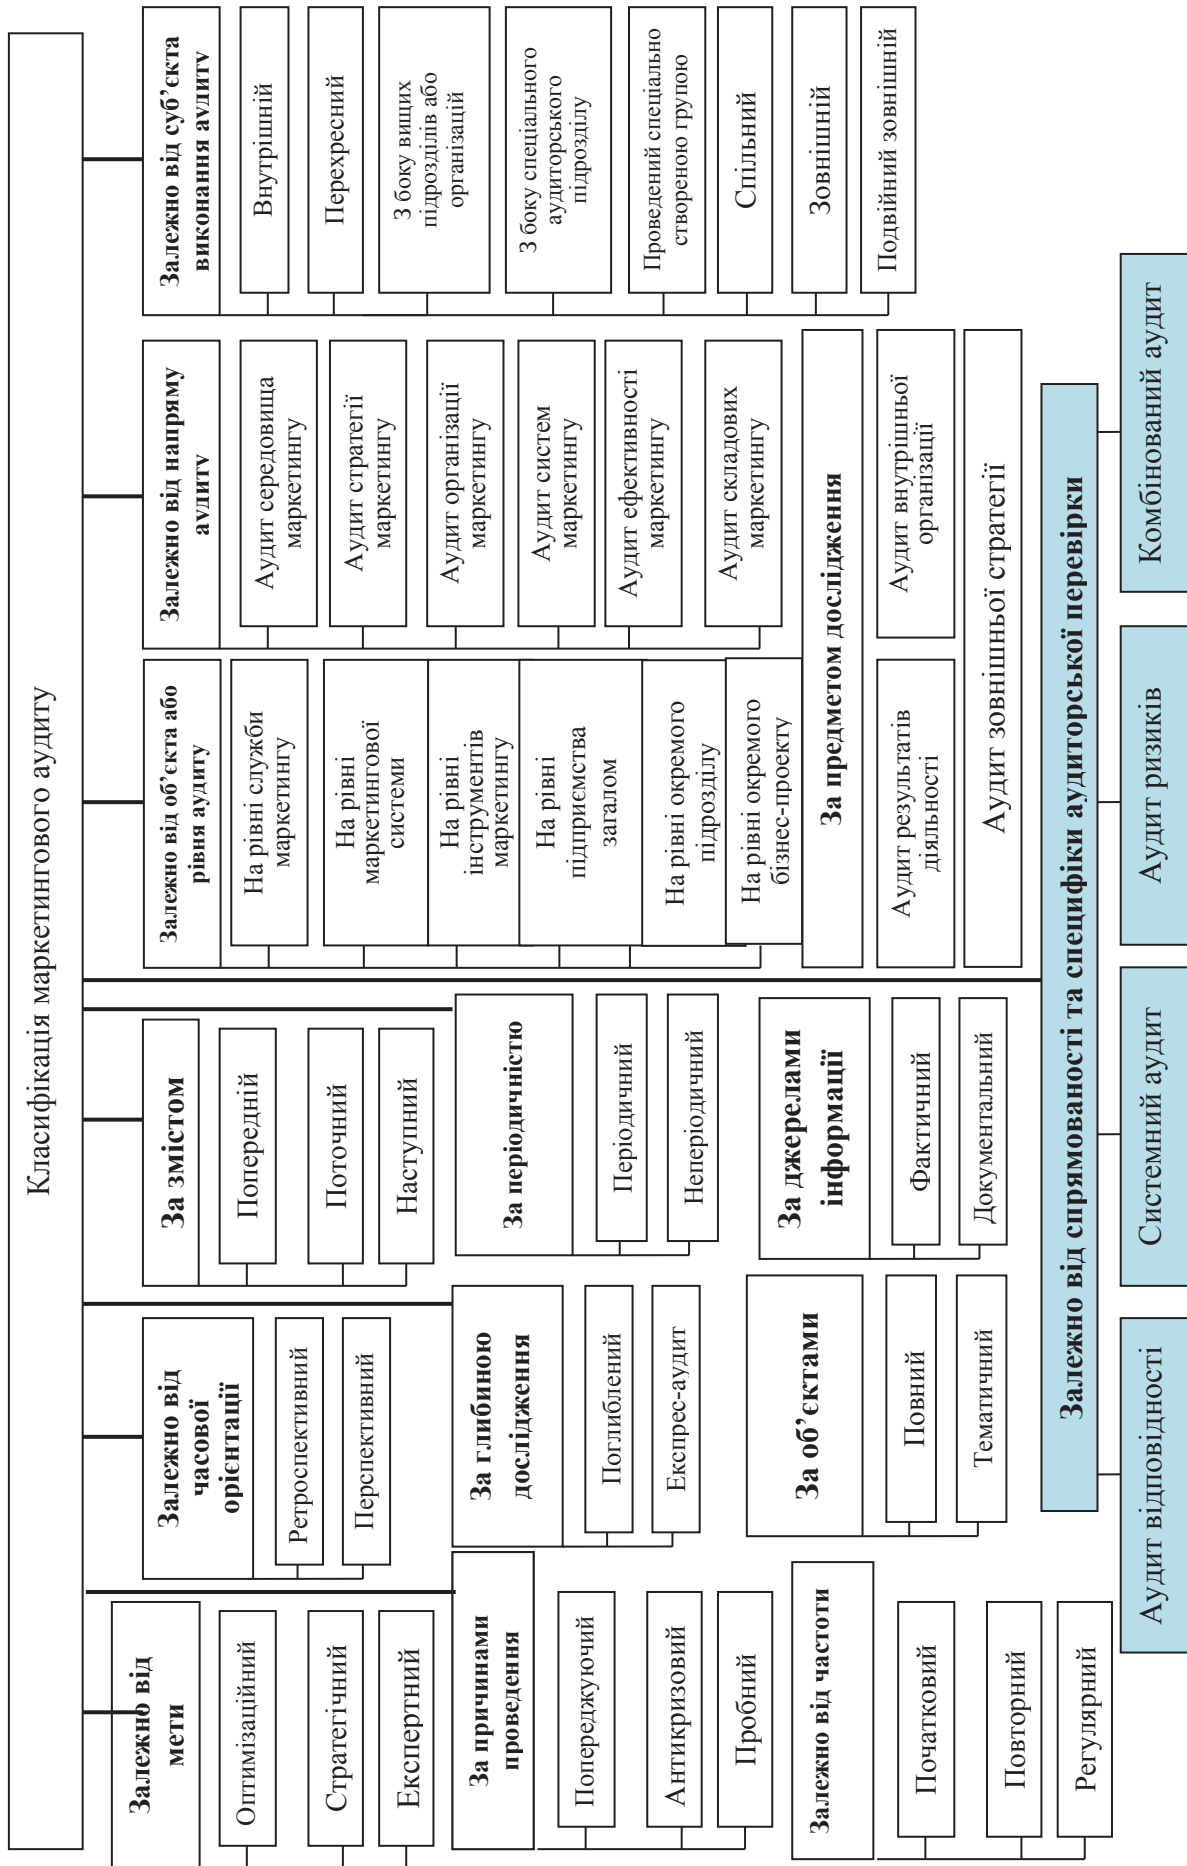 Класифікація маркетингового аудиту
Залежно від
мети
Оптимізаційний
Стратегічний
Експертний
Залежно від
часової
орієнтації
Ретроспективний
Перспективний
За змістом
Попередній
Поточний
Наступний
Залежно від об’єкта або
рівня аудиту
На рівні служби
маркетингу
На рівні
маркетингової
системи
На рівні
інструментів
маркетингу
На рівні
підприємства
загалом
На рівні окремого
підрозділу
На рівні окремого
бізнес-проекту
Залежно від напряму
аудиту
Аудит середовища
маркетингу
Аудит стратегії
маркетингу
Аудит організації
маркетингу
Аудит систем
маркетингу
Аудит ефективності
маркетингу
Аудит складових
маркетингу
Залежно від суб’єкта
виконання аудиту
Внутрішній
Перехресний
З боку вищих
підрозділів або
організацій
З боку спеціального
аудиторського
підрозділу
Проведений спеціально
створеною групою
Спільний
Зовнішній
Подвійний зовнішній
За причинами
проведення
Попереджуючий
Антикризовий
Пробний
За глибиною
дослідження
Поглиблений
Експрес-аудит
За періодичністю
Періодичний
Неперіодичний
Залежно від частоти
Початковий
Повторний
Регулярний
За об’єктами
Повний
Тематичний
За джерелами
інформації
Фактичний
Документальний
За предметом дослідження
Аудит результатів
діяльності
Аудит внутрішньої
організації
Аудит зовнішньої стратегії
Залежно від спрямованості та специфіки аудиторської перевірки
Аудит відповідності
Системний аудит
Аудит ризиків
Комбінований аудит